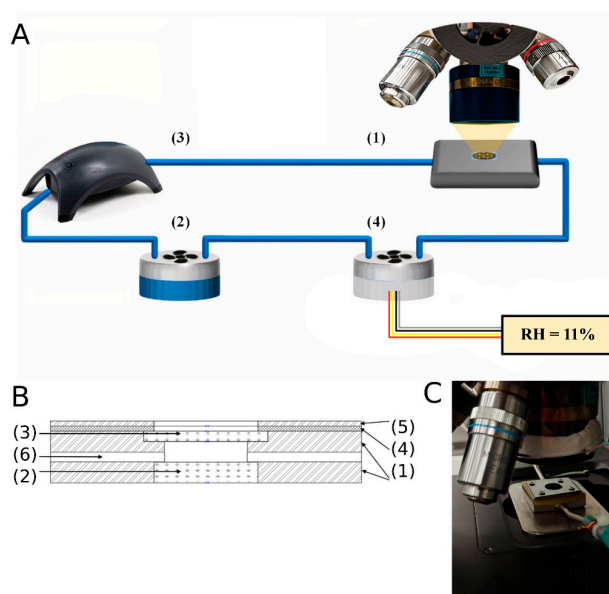 A
(3)
(1)
(2)
(4)
RH = 11%
B
C
(3)
(5)
(4)
(6)
(1)
(2)